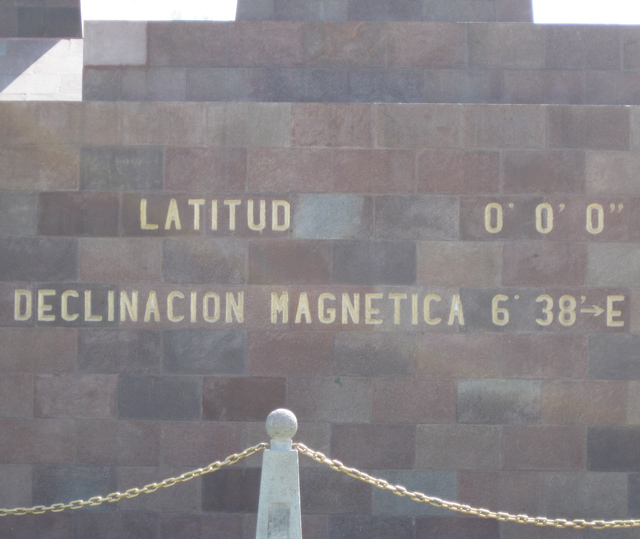 LATITUD 0° 0' 0"
DECLINACION MAGNETICA 6° 38'→E